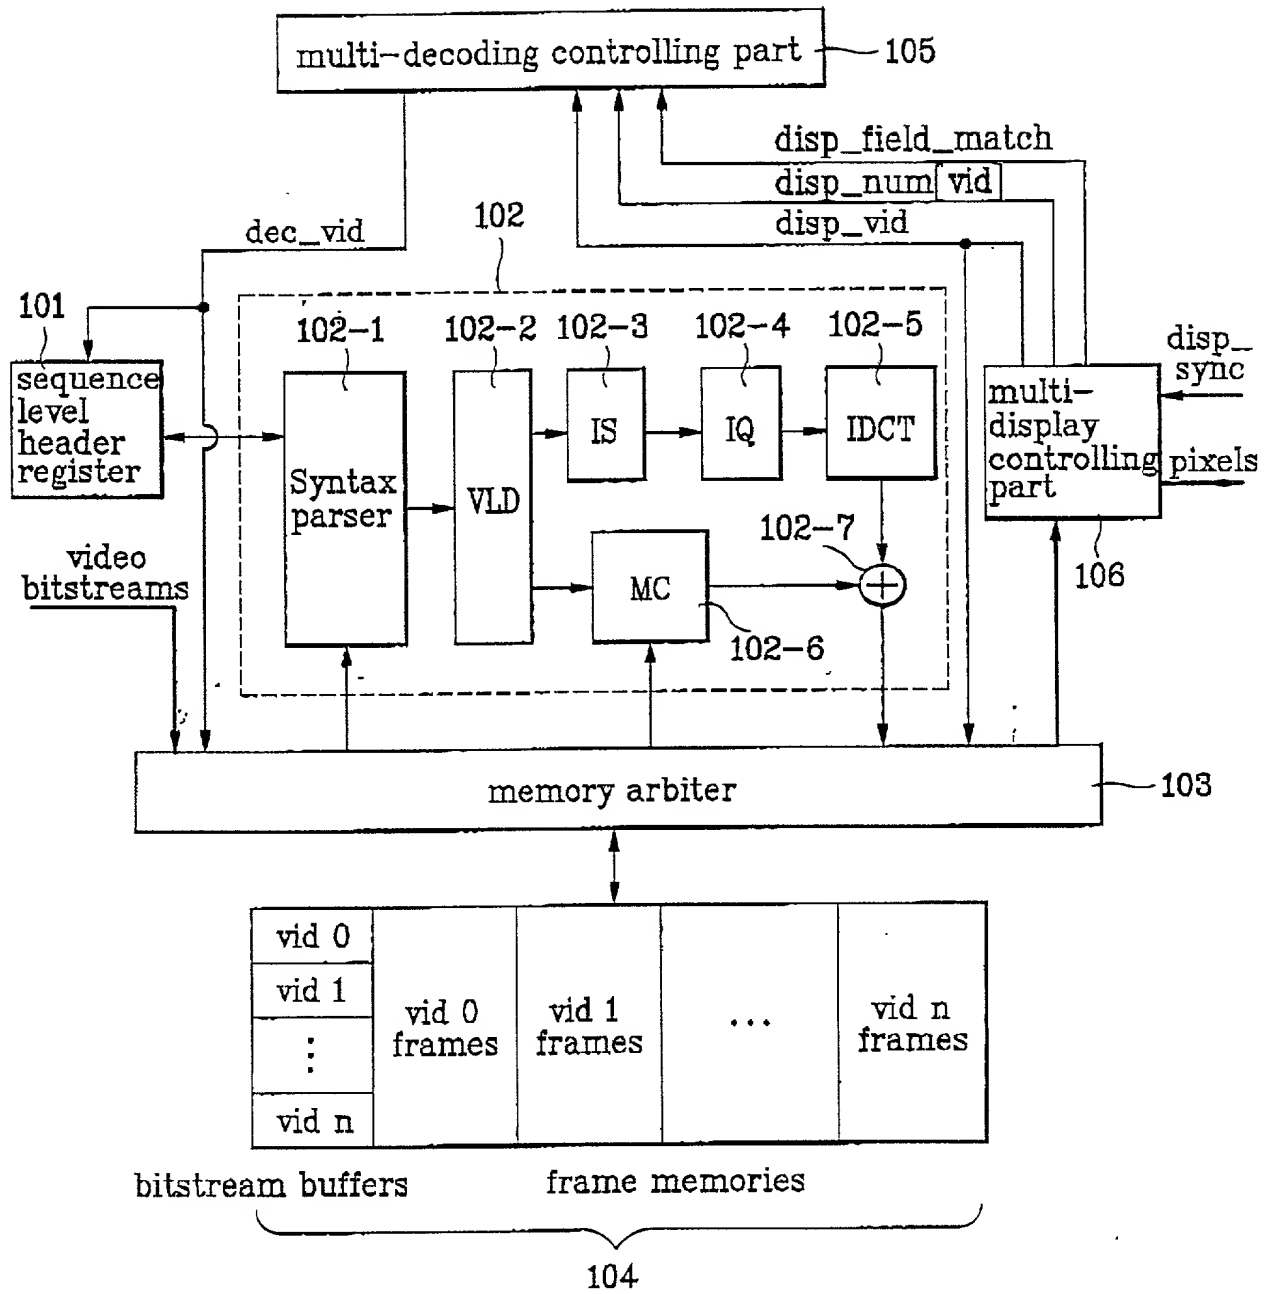 multi-decoding controlling part
105
disp_field_match
disp_num vid
disp_vid
dec_vid
102
101
102-1
102-2
102-3
102-4
102-5
disp_
sync
sequence
level
header
register
Syntax
parser
VLD
IS
IQ
IDCT
multi-
display
controlling
part
pixels
video
bitstreams
MC
102-7
102-6
106
memory arbiter
103
vid 0
vid 1
⋮
vid n
vid 0
frames
vid 1
frames
...
vid n
frames
bitstream buffers
frame memories
104